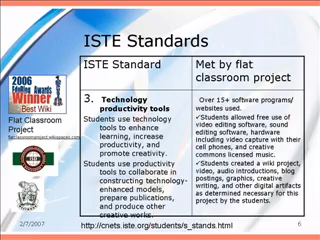 ISTE Standards
ISTE Standard
Met by flat
classroom project
2006
EduBlog Awards
Winner
Best Wiki
Flat Classroom
Project
flatclassroomproject.wikispaces.com
3. Technology
productivity tools
Students use technology
tools to enhance
learning, increase
productivity, and
promote creativity.
Students use productivity
tools to collaborate in
constructing technology-
enhanced models,
prepare publications,
and produce other
creative works.
Over 15+ software programs/
websites used.
✓Students allowed free use of
video editing software, sound
editing software, hardware
including video capture with their
cell phones, and creative
commons licensed music.
✓Students created a wiki project,
video, audio introductions, blog
postings, graphics, creative
writing, and other digital artifacts
as determined necessary for this
project by the students.
2/7/2007
http://cnets.iste.org/students/s_stands.html
6